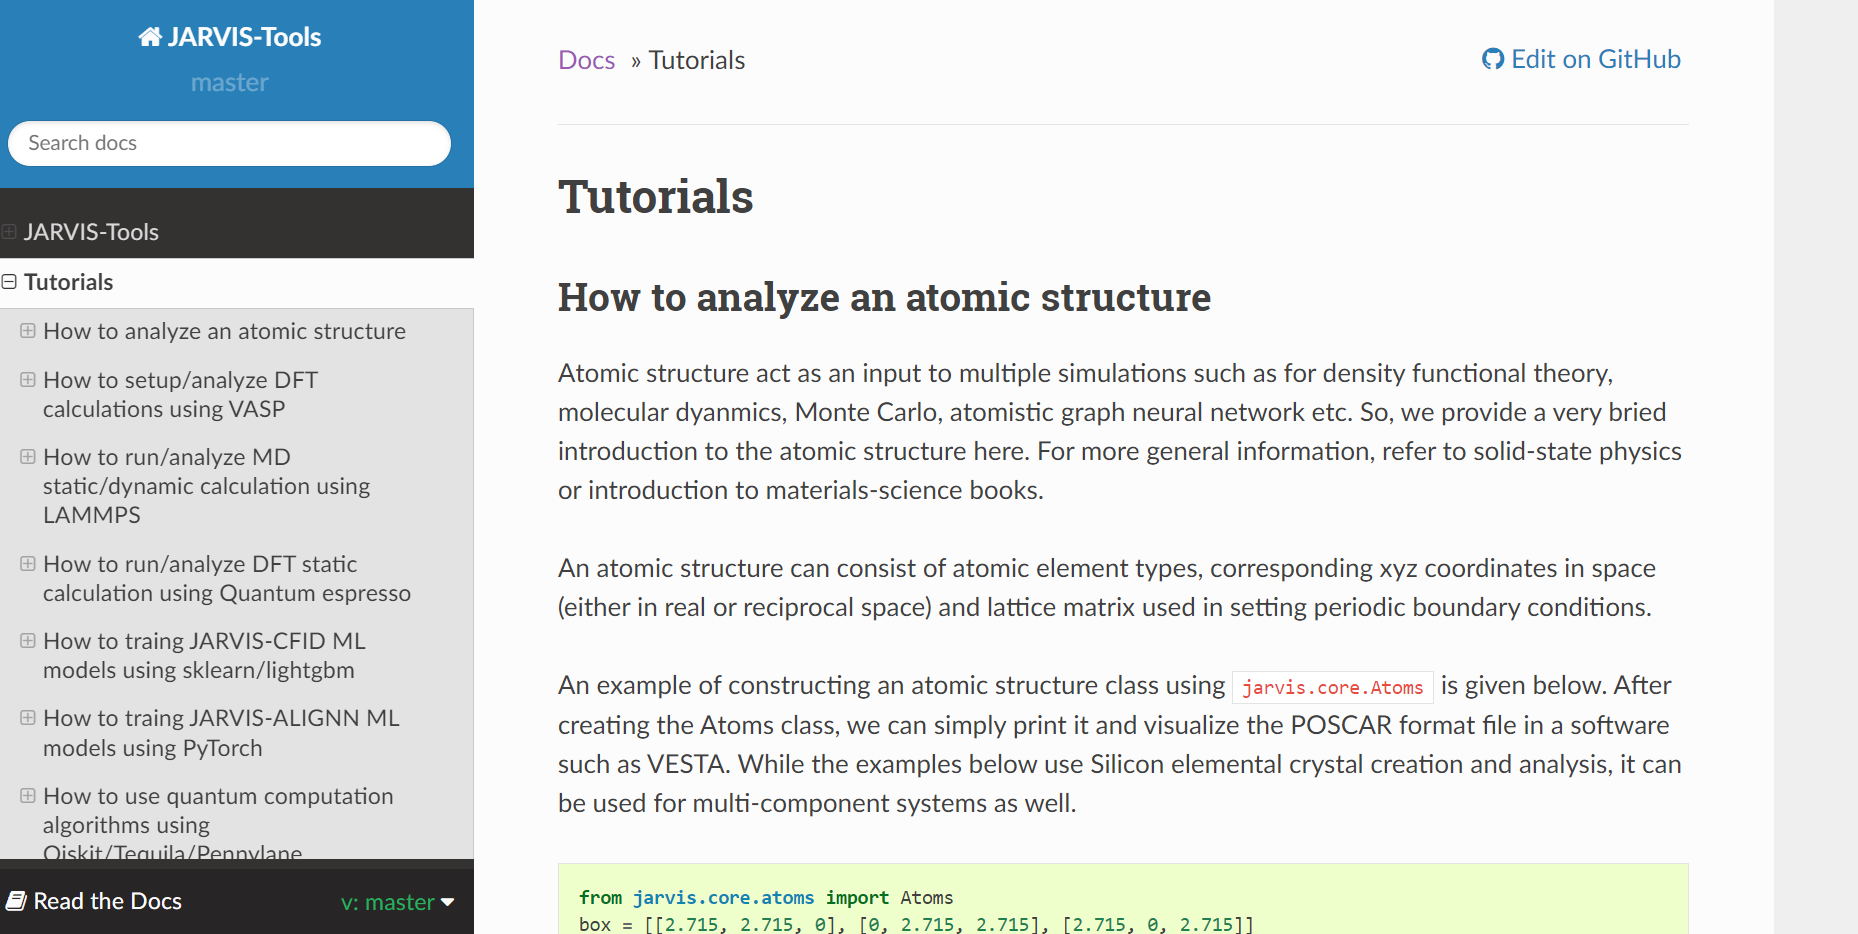 JARVIS-Tools
master
Search docs
JARVIS-Tools
Tutorials
How to analyze an atomic structure
How to setup/analyze DFT
calculations using VASP
How to run/analyze MD
static/dynamic calculation using
LAMMPS
How to run/analyze DFT static
calculation using Quantum espresso
How to traing JARVIS-CFID ML
models using sklearn/lightgbm
How to traing JARVIS-ALIGNN ML
models using PyTorch
How to use quantum computation
algorithms using
Qiskit/Tequila/Pennylane
Read the Docs
v: master
Docs » Tutorials
Edit on GitHub
Tutorials
How to analyze an atomic structure
Atomic structure act as an input to multiple simulations such as for density functional theory,
molecular dyanmics, Monte Carlo, atomistic graph neural network etc. So, we provide a very bried
introduction to the atomic structure here. For more general information, refer to solid-state physics
or introduction to materials-science books.
An atomic structure can consist of atomic element types, corresponding xyz coordinates in space
(either in real or reciprocal space) and lattice matrix used in setting periodic boundary conditions.
An example of constructing an atomic structure class using jarvis.core.Atoms is given below. After
creating the Atoms class, we can simply print it and visualize the POSCAR format file in a software
such as VESTA. While the examples below use Silicon elemental crystal creation and analysis, it can
be used for multi-component systems as well.
from jarvis.core.atoms import Atoms
box = [[2.715, 2.715, 0], [0, 2.715, 2.715], [2.715, 0, 2.715]]